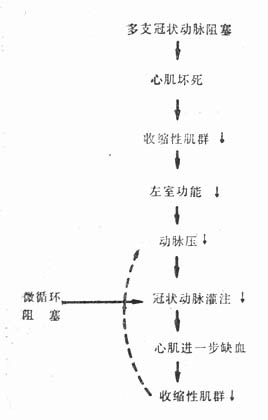 多支冠状动脉阻塞
心肌坏死
收缩性肌群↓
左室功能↓
动脉压↓
微循环
阻塞
冠状动脉灌注↓
心肌进一步缺血
收缩性肌群↓